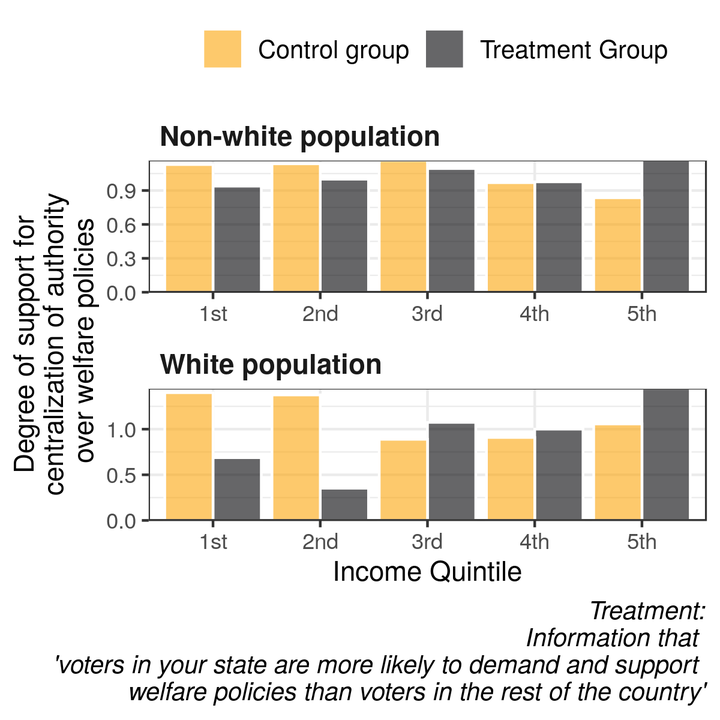 Control group Treatment Group
Non-white population
0.9
0.6
0.3
0.0
1st 2nd 3rd 4th 5th
Degree of support for
centralization of authority
over welfare policies
White population
1.0
0.5
0.0
1st 2nd 3rd 4th 5th
Income Quintile
Treatment:
Information that
'voters in your state are more likely to demand and support
welfare policies than voters in the rest of the country'